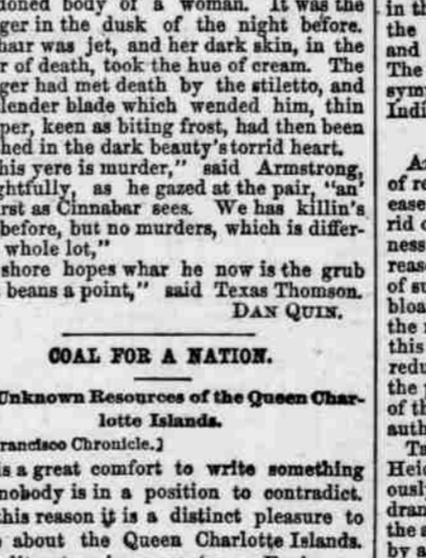 doned body of a woman. It was the
ger in the dusk of the night before.
hair was jet, and her dark skin, in the
r of death, took the hue of cream. The
ger had met death by the stiletto, and
lender blade which wended him, thin
per, keen as biting frost, had then been
hed in the dark beauty's torrid heart.
his yere is murder," said Armstrong,
ghtfully, as he gazed at the pair, "an'
irst as Cinnabar sees. We has killin's
before, but no murders, which is differ-
whole lot,"
shore hopes whar he now is the grub
beans a point," said Texas Thomson.
DAN QUIN.
COAL FOR A NATION.
Unknown Resources of the Queen Char-
lotte Islands.
rancisco Chronicle.]
is a great comfort to write something
nobody is in a position to contradict.
this reason it is a distinct pleasure to
about the Queen Charlotte Islands.
in th
the
and
The
sym
Indi
of re
ease
rid o
ness
reas
of su
bloa
the
this
redu
the
of th
auth
Heid
ousl
dran
the a
by a